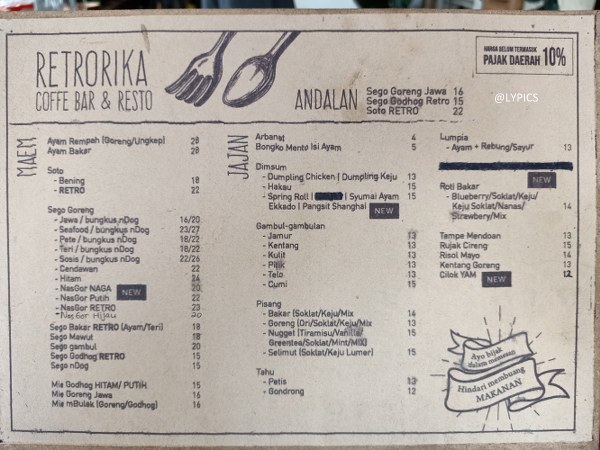 RETRORIKA
COFFE BAR & RESTO
HARGA BELUM TERMASUK
PAJAK DAERAH 10%
@LYPICS
ANDALAN
Sego Goreng Jawa 16
Sego Godhog Retro 15
Soto RETRO 22
MAEM
Ayam Rempah (Goreng/Ungkep) 28
Ayam Bakar 28
Soto
- Bening 18
- RETRO 22
Sego Goreng
- Jawa / bungkus nDog 16/20
- Seafood / bungkus nDog 23/27
- Pete / bungkus nDog 18/22
- Teri / bungkus nDog 18/22
- Sosis / bungkus nDog 22/26
- Cendawan 22
- Hitam 24
- NasGor NAGA NEW 20
- NasGor Putih 22
- NasGor RETRO 23
- NasGor Hijau 20
Sego Bakar RETRO (Ayam/Teri) 18
Sego Mawut 18
Sego gambul 20
Sego Godhog RETRO 15
Sego nDog 15
Mie Godhog HITAM/ PUTIH 15
Mie Goreng Jawa 16
Mie mBulak (Goreng/Godhog) 16
JAJAN
Arbanat 4
Bongko Mento Isi Ayam 5
Dimsum
- Dumpling Chicken | Dumpling Keju 13
- Hakau 15
- Spring Roll | | Syumai Ayam 15
Ekkado | Pangsit Shanghai NEW
Gambul-gambulan
- Jamur 13
- Kentang 13
- Kulit 13
- Pitik 13
- Telo 13
- Cumi 15
Pisang
- Bakar (Soklat/Keju/Mix 14
- Goreng (Ori/Soklat/Keju/Mix 13
- Nugget (Tiramisu/Vanilla/ 15
Greentea/Soklat/Mint/MIX)
- Selimut (Soklat/Keju Lumer) 15
Tahu
- Petis 13
- Gondrong 12
Lumpia
- Ayam + Rebung/Sayur 13
NEW
Roti Bakar
- Blueberry/Soklat/Keju/
Keju Soklat/Nanas/ 14
Strawbery/Mix
Tempe Mendoan 13
Rujak Cireng 15
Risol Mayo 14
Kentang Goreng 13
Cilok YAM NEW 12
Ayo bijak
dalam memesan
Hindari membuang
MAKANAN